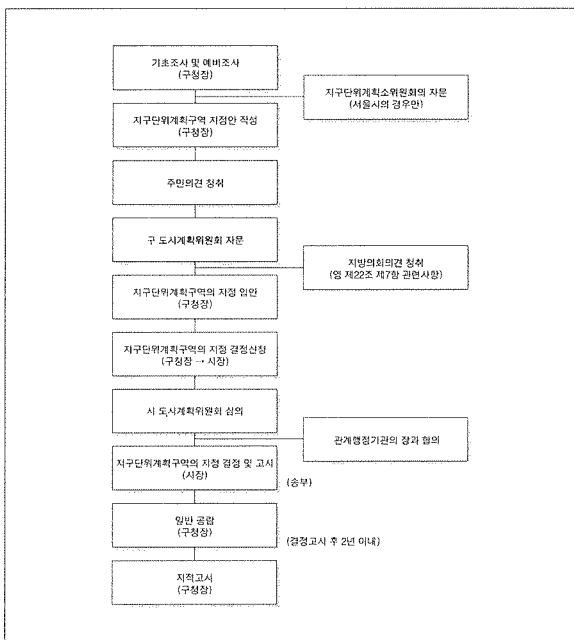 기초조사 및 예비조사
(구청장)
지구단위계획소위원회의 자문
(서울시의 경우만)
지구단위계획구역 지정안 작성
(구청장)
주민의견 청취
구 도시계획위원회 자문
지방의회의견 청취
(영 제22조 제7항 관련사항)
지구단위계획구역의 지정 입안
(구청장)
지구단위계획구역의 지정 결정신청
(구청장 → 시장)
시 도시계획위원회 심의
관계행정기관의 장과 협의
지구단위계획구역의 지정 결정 및 고시
(시장)
(송부)
일반 공람
(구청장)
(결정고시 후 2년 이내)
지적고시
(구청장)